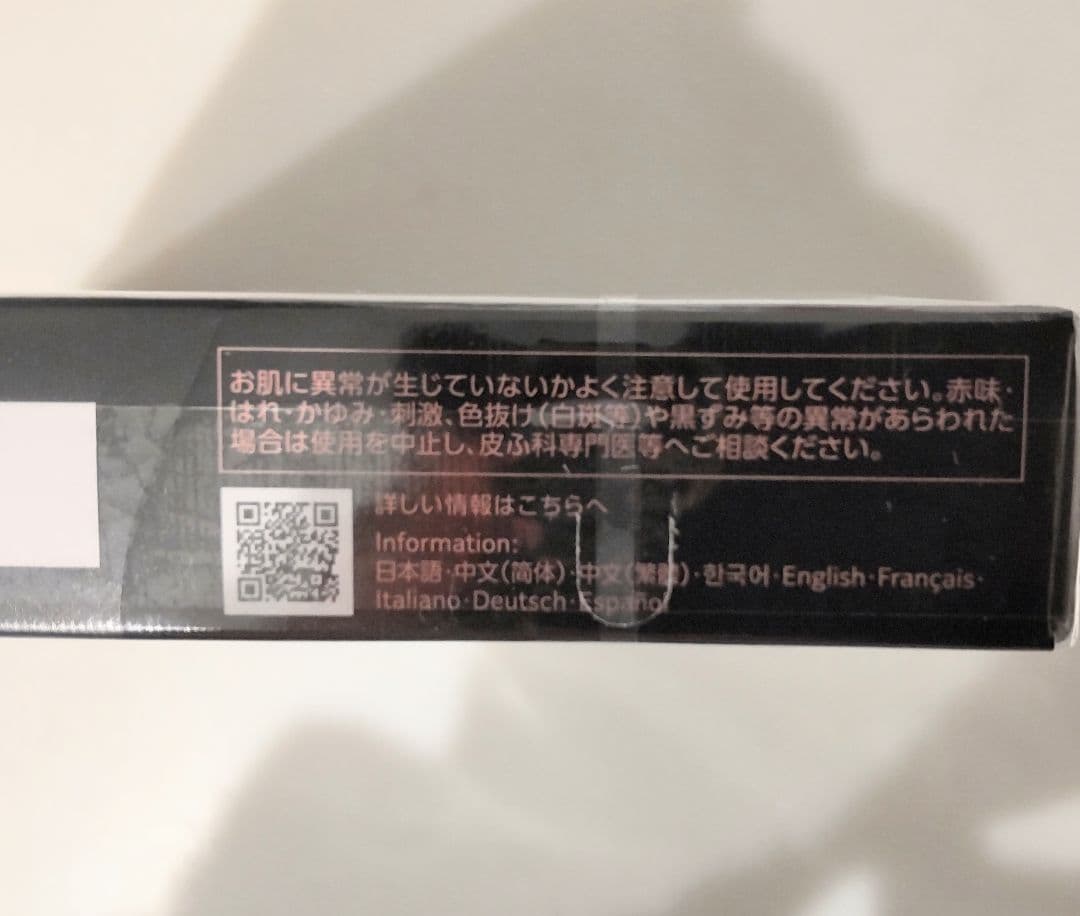 お肌に異常が生じていないかよく注意して使用してください。赤味・
はれ・かゆみ・刺激、色抜け(白斑等)や黒ずみ等の異常があらわれた
場合は使用を中止し、皮ふ科専門医等へご相談ください。
詳しい情報はこちらへ
Information:
日本語・中文(简体)・中文(繁體)・한국어・English・Français・
Italiano・Deutsch・Español